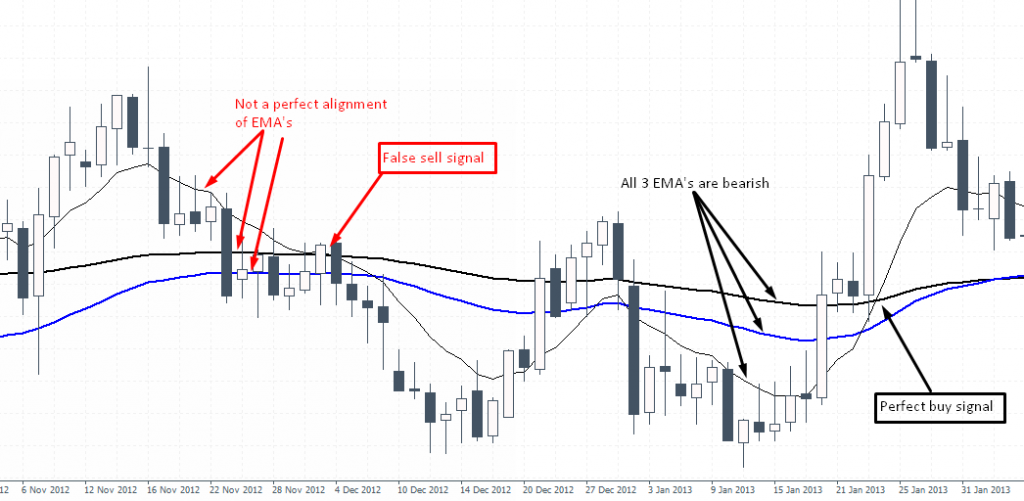 Not a perfect alignment
of EMA's
False sell signal
All 3 EMA's are bearish
Perfect buy signal
12 6 Nov 2012 12 Nov 2012 16 Nov 2012 22 Nov 2012 28 Nov 2012 4 Dec 2012 10 Dec 2012 14 Dec 2012 20 Dec 2012 27 Dec 2012 3 Jan 2013 9 Jan 2013 15 Jan 2013 21 Jan 2013 25 Jan 2013 31 Jan 2013